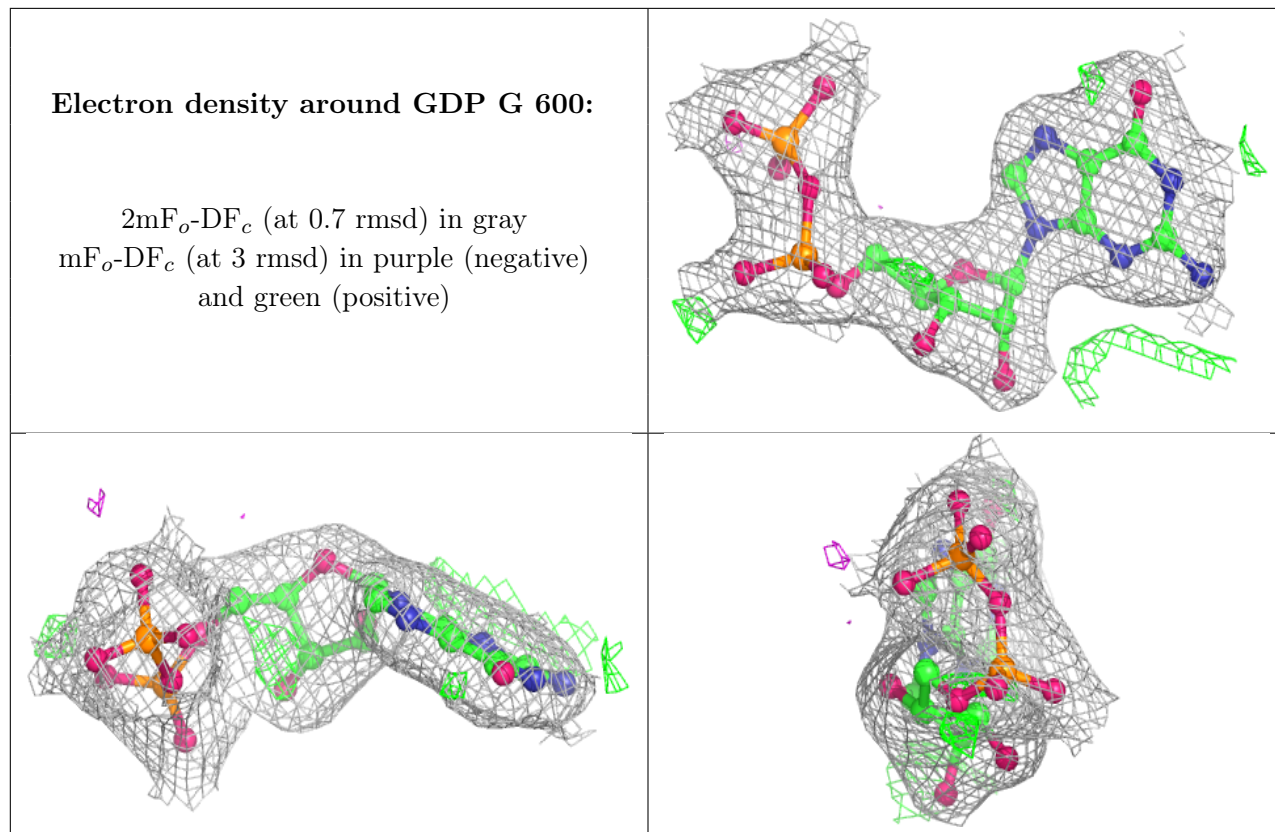 Electron density around GDP G 600:
2mFo-DFc (at 0.7 rmsd) in gray
mFo-DFc (at 3 rmsd) in purple (negative)
and green (positive)